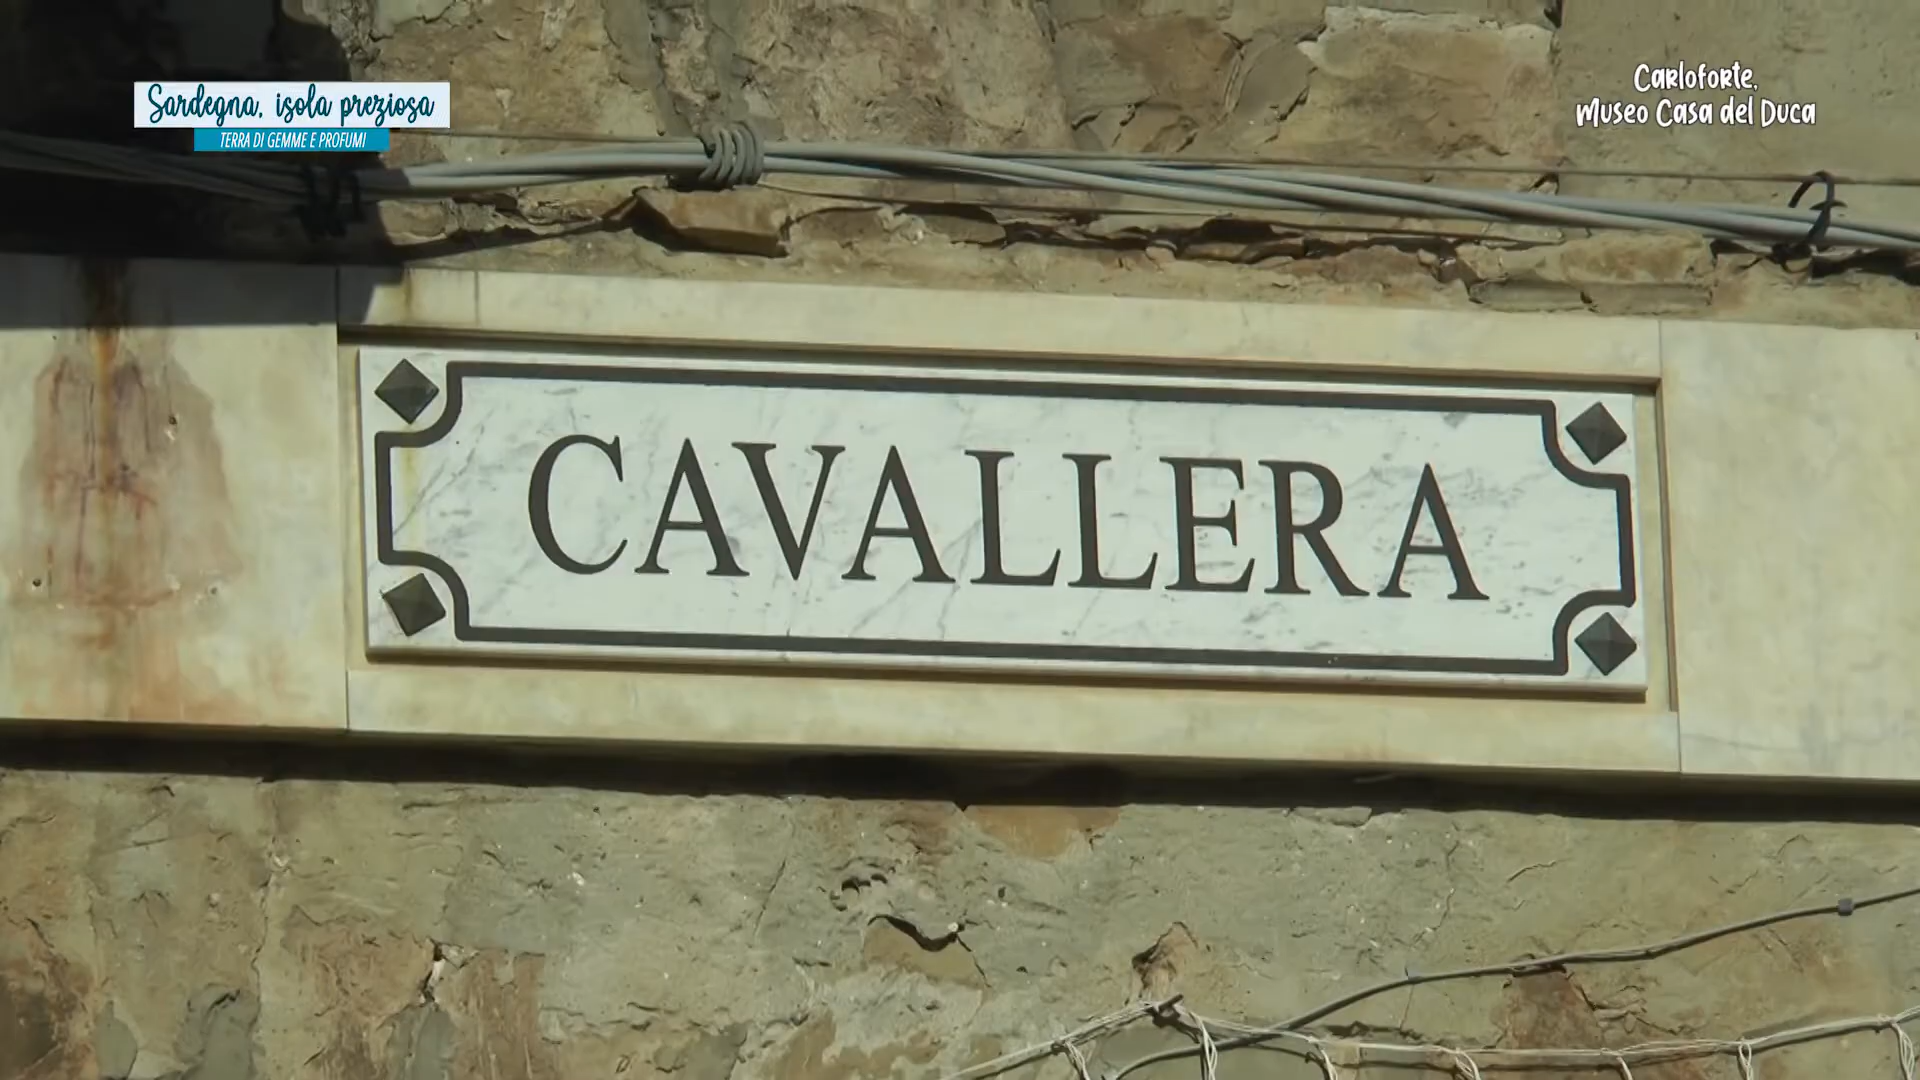 Sardegna, isola preziosa
TERRA DI GEMME E PROFUMI
Carloforte,
Museo Casa del Duca
CAVALLERA